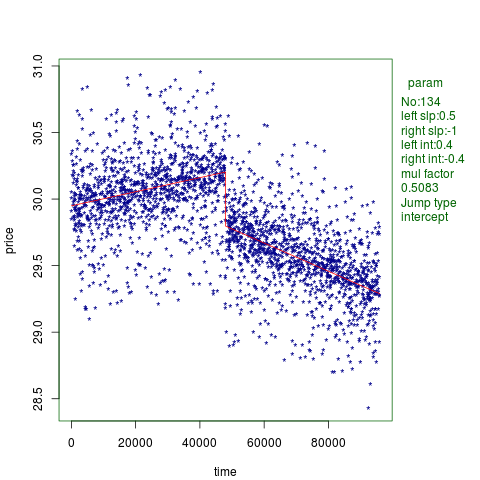 31.0
30.5
30.0
29.5
29.0
28.5
price
0
20000
40000
60000
80000
time
param
No:134
left slp:0.5
right slp:-1
left int:0.4
right int:-0.4
mul factor
0.5083
Jump type
intercept